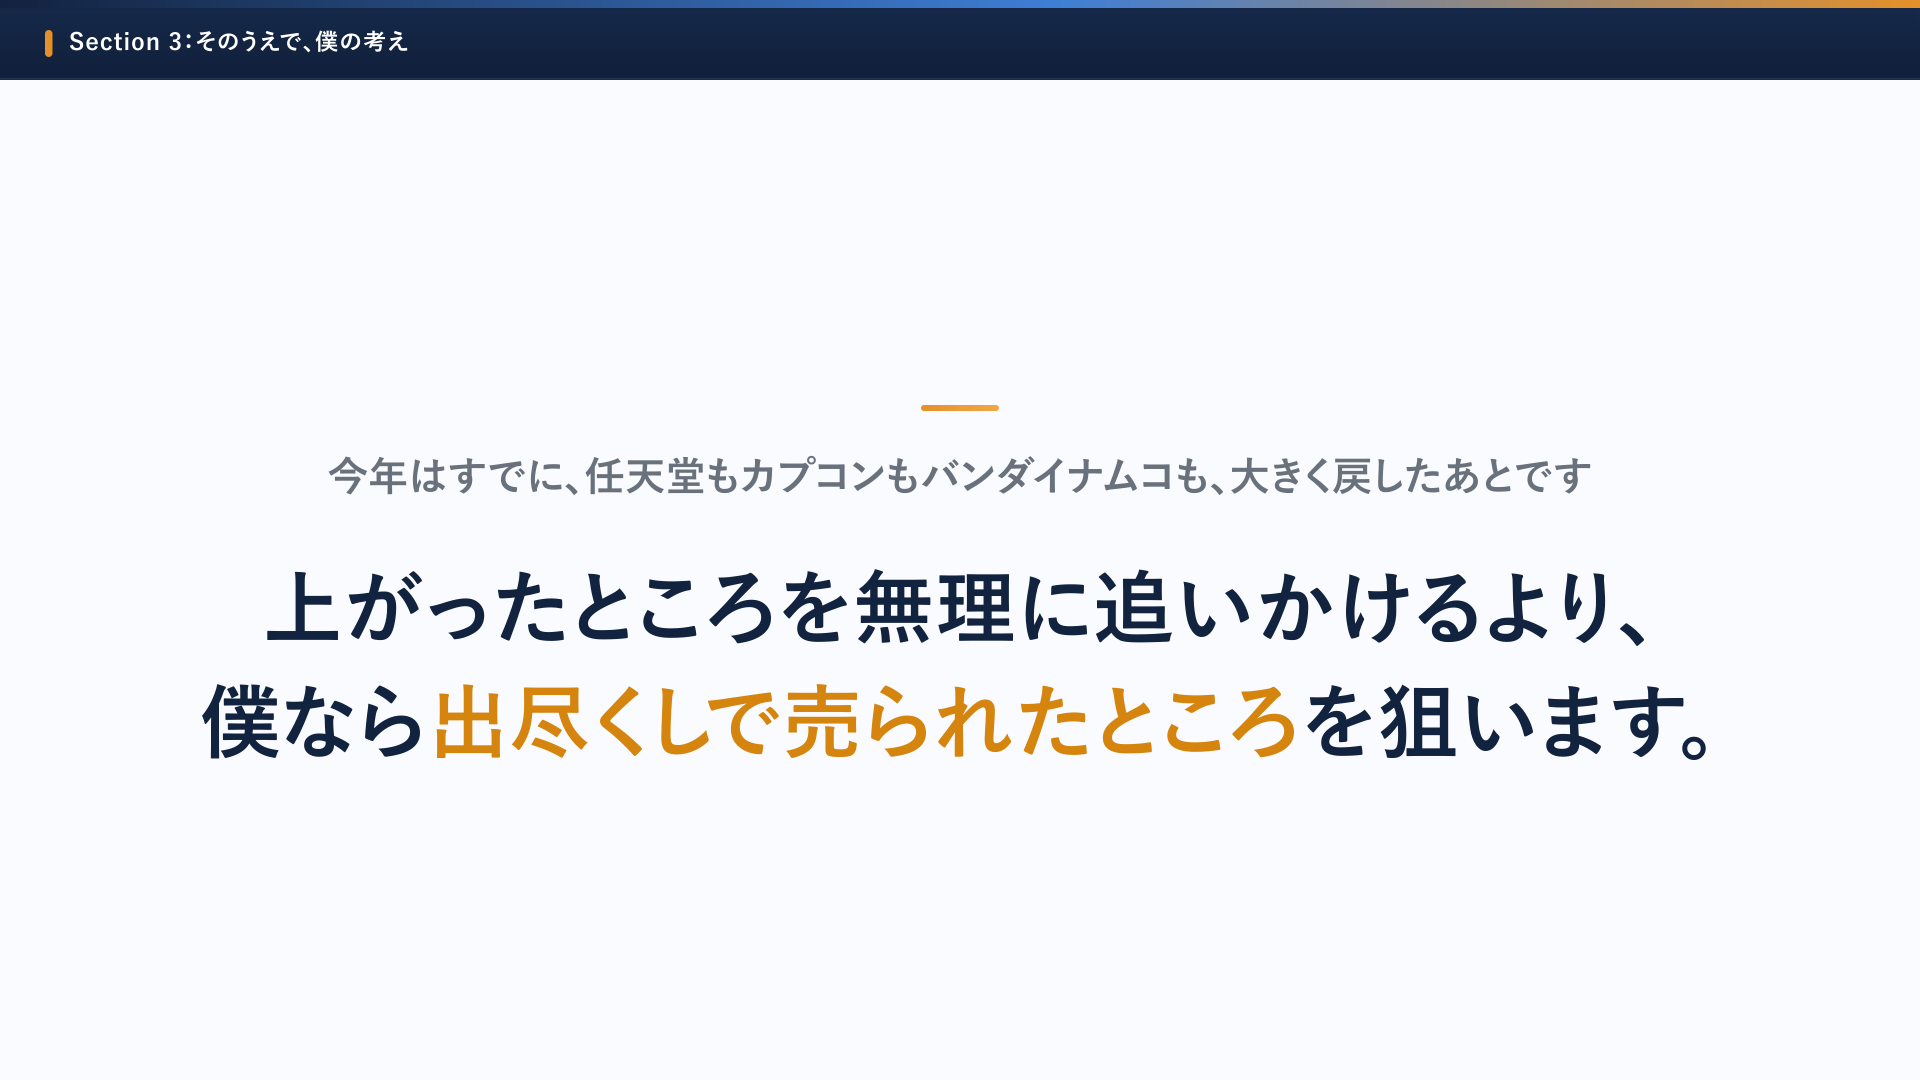 Section 3：そのうえで、僕の考え
今年はすでに、任天堂もカプコンもバンダイナムコも、大きく戻したあとです
上がったところを無理に追いかけるより、
僕なら出尽くしで売られたところを狙います。